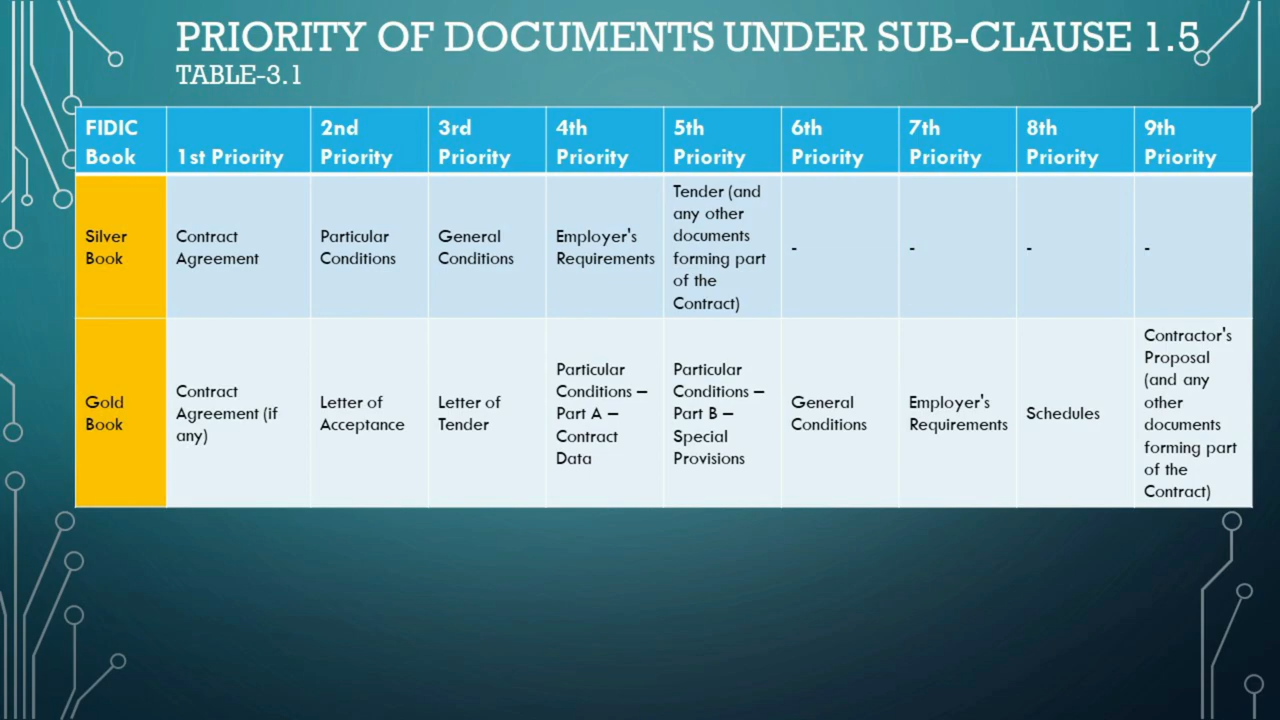 PRIORITY OF DOCUMENTS UNDER SUB-CLAUSE 1.5
TABLE-3.1
FIDIC
Book
1st Priority
2nd
Priority
3rd
Priority
4th
Priority
5th
Priority
6th
Priority
7th
Priority
8th
Priority
9th
Priority
Silver
Book
Contract
Agreement
Particular
Conditions
General
Conditions
Employer's
Requirements
Tender (and
any other
documents
forming part
of the
Contract)
-
-
-
-
Gold
Book
Contract
Agreement (if
any)
Letter of
Acceptance
Letter of
Tender
Particular
Conditions –
Part A –
Contract
Data
Particular
Conditions –
Part B –
Special
Provisions
General
Conditions
Employer's
Requirements
Schedules
Contractor's
Proposal
(and any
other
documents
forming part
of the
Contract)